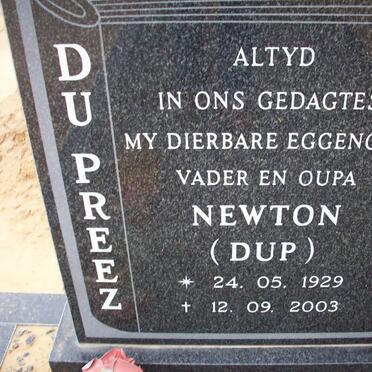 DU PREEZ
ALTYD
IN ONS GEDAGTES
MY DIERBARE EGGENO
VADER EN OUPA
NEWTON
(DUP)
* 24. 05. 1929
† 12. 09. 2003